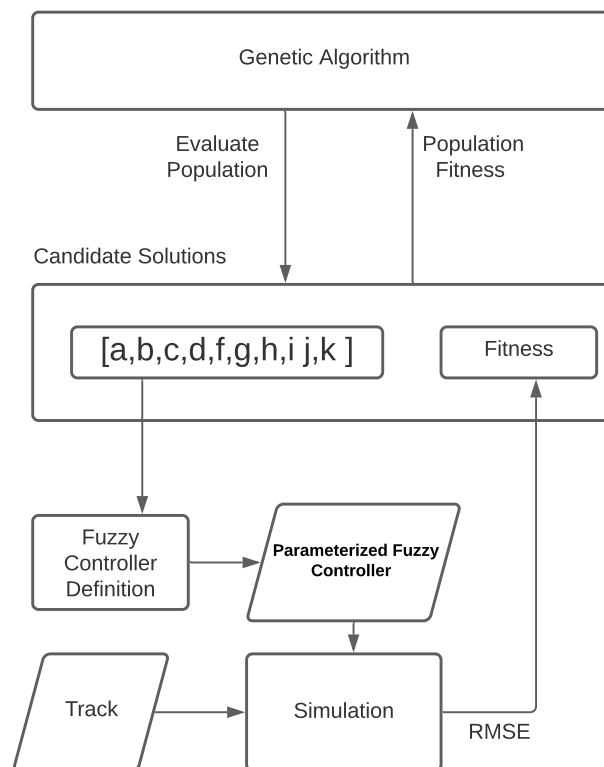 Genetic Algorithm
Evaluate
Population
Population
Fitness
Candidate Solutions
[a,b,c,d,f,g,h,i j,k ]
Fitness
Fuzzy
Controller
Definition
Parameterized Fuzzy
Controller
Track
Simulation
RMSE